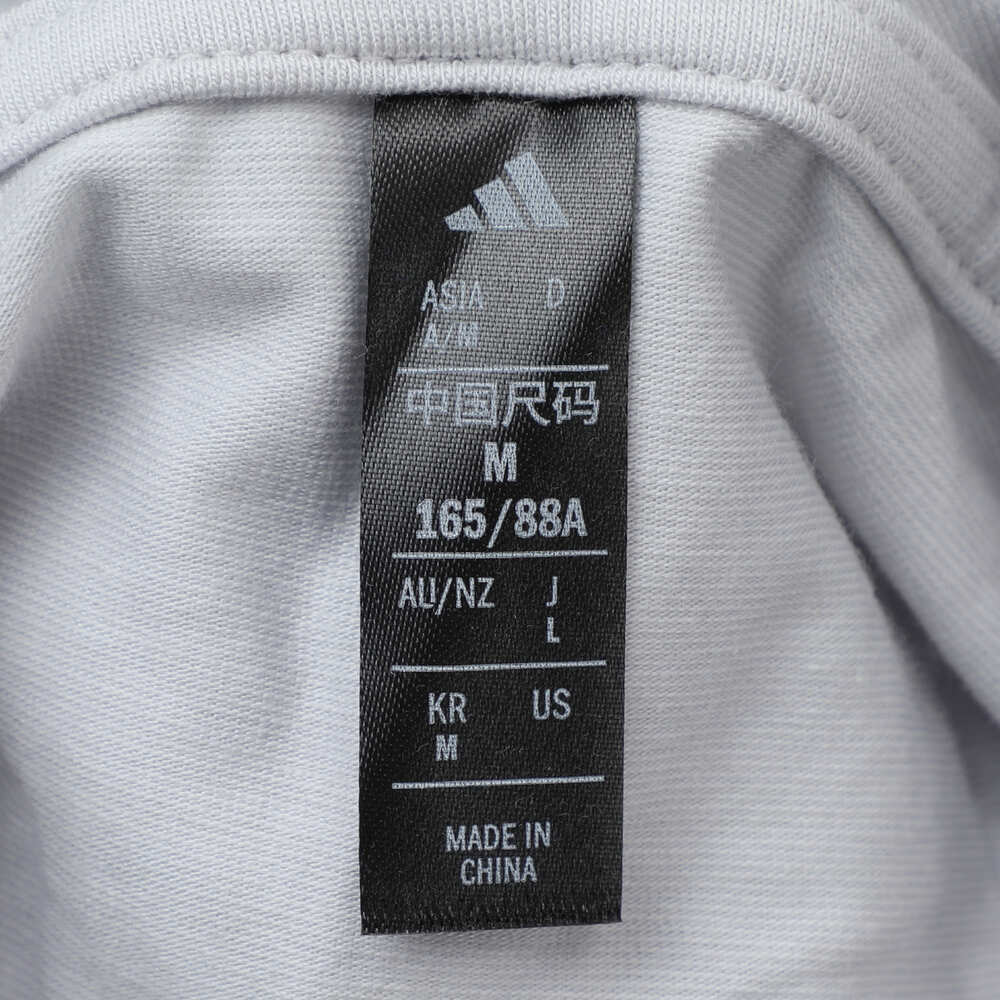 ASIA D
A/M
中国尺码
M
165/88A
AU/NZ J
L
KR US
M
MADE IN
CHINA